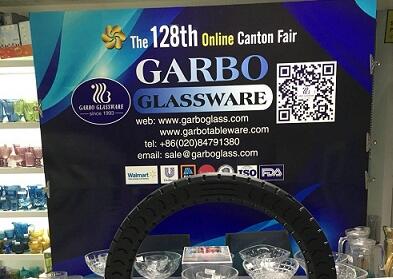 The 128th Online Canton Fair
GARBO
GLASSWARE
GARBO GLASSWARE
since 1993
web: www.garboglass.com
www.garbotableware.com
tel: +86(020)84791380
email: sale@garboglass.com
Walmart
ISO
FDA